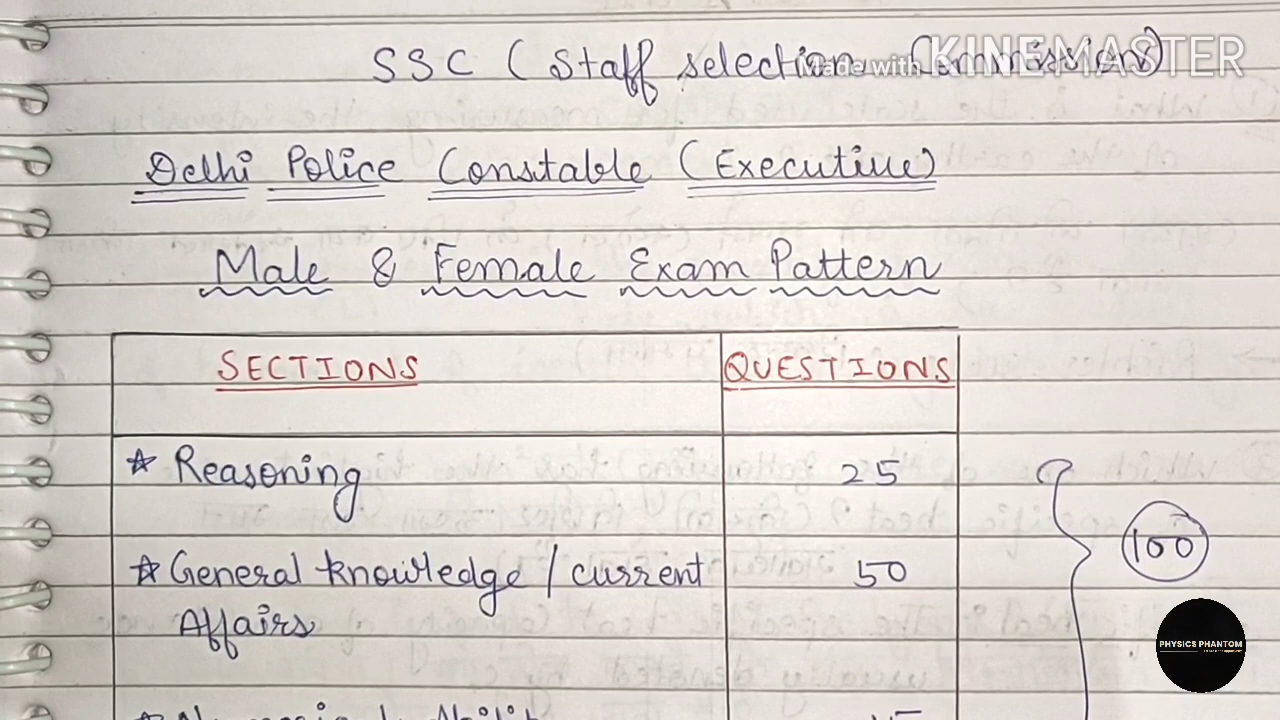 SSC (Staff selection Commission)
Made with KINEMASTER
Delhi Police Constable (Executive)
Male & Female Exam Pattern
SECTIONS QUESTIONS
☆ Reasoning 25
☆ General knowledge / current 50
Affairs
100
PHYSICS PHANTOM